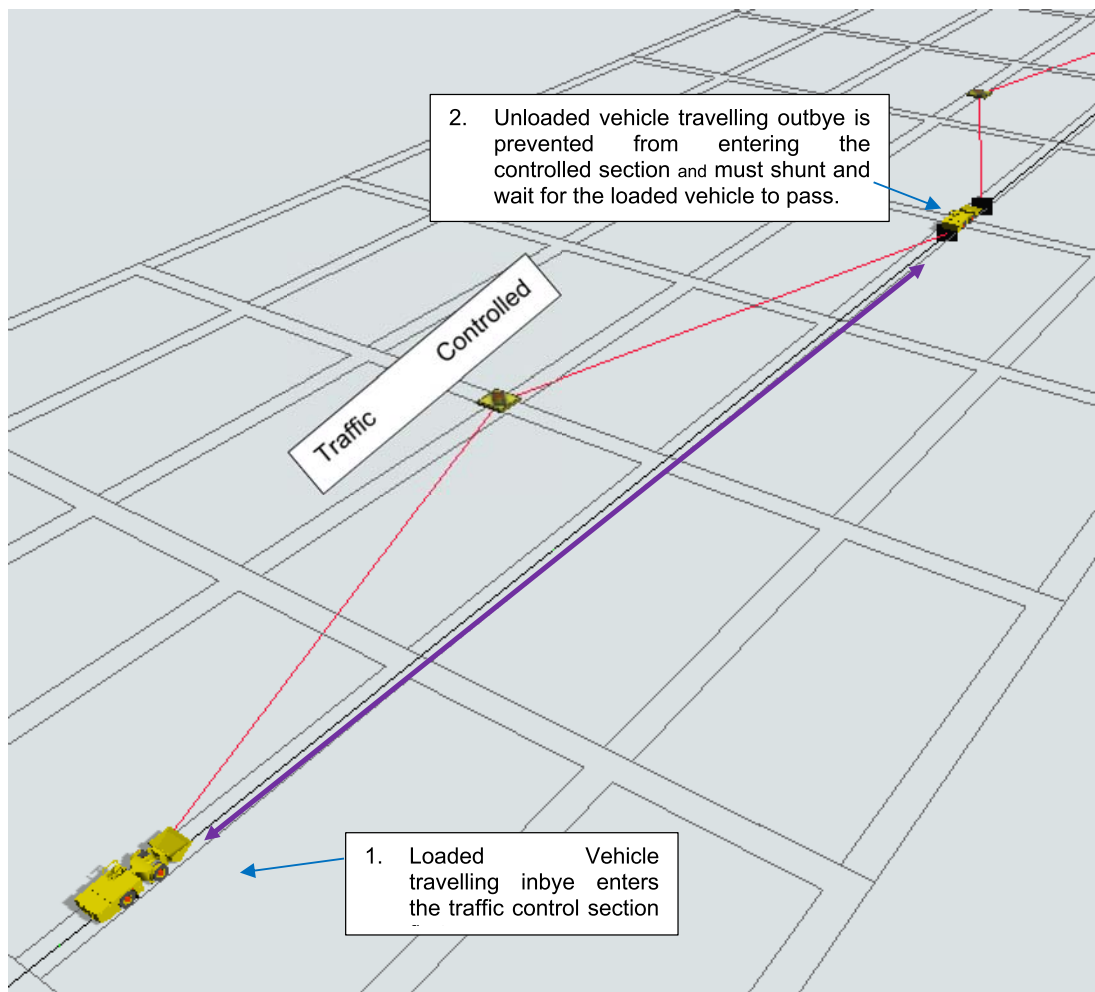 2. Unloaded vehicle travelling outbye is
prevented from entering the
controlled section and must shunt and
wait for the loaded vehicle to pass.
Traffic Controlled
1. Loaded Vehicle
travelling inbye enters
the traffic control section